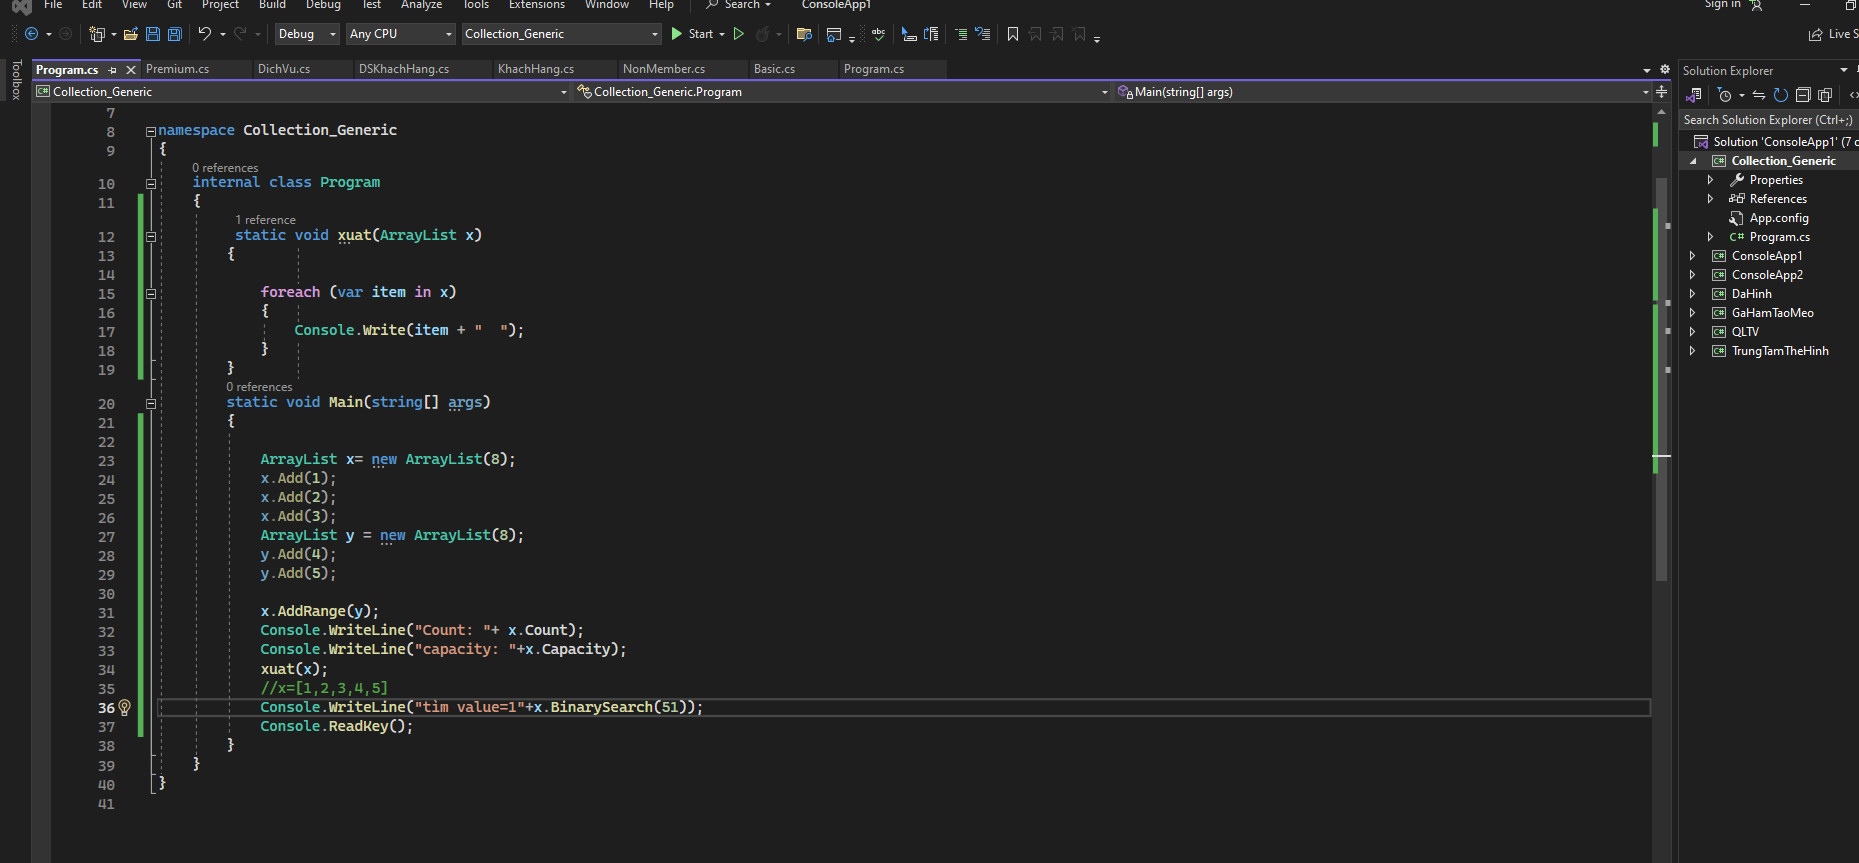 File Edit View Git Project Build Debug Test Analyze Tools Extensions Window Help Search ConsoleApp1 Sign in
Debug Any CPU Collection_Generic Start Live S
Toolbox
Program.cs Premium.cs DichVu.cs DSKhachHang.cs KhachHang.cs NonMember.cs Basic.cs Program.cs
Collection_Generic Collection_Generic.Program Main(string[] args)
7
8 namespace Collection_Generic
9 {
0 references
10 internal class Program
11 {
1 reference
12 static void xuat(ArrayList x)
13 {
14
15 foreach (var item in x)
16 {
17 Console.Write(item + "  ");
18 }
19 }
0 references
20 static void Main(string[] args)
21 {
22
23 ArrayList x= new ArrayList(8);
24 x.Add(1);
25 x.Add(2);
26 x.Add(3);
27 ArrayList y = new ArrayList(8);
28 y.Add(4);
29 y.Add(5);
30
31 x.AddRange(y);
32 Console.WriteLine("Count: "+ x.Count);
33 Console.WriteLine("capacity: "+x.Capacity);
34 xuat(x);
35 //x=[1,2,3,4,5]
36 Console.WriteLine("tìm value=1"+x.BinarySearch(51));
37 Console.ReadKey();
38 }
39 }
40 }
41
Solution Explorer
Search Solution Explorer (Ctrl+;)
Solution 'ConsoleApp1' (7 o
Collection_Generic
Properties
References
App.config
C# Program.cs
C# ConsoleApp1
C# ConsoleApp2
C# DaHinh
C# GaHamTaoMeo
C# QLTV
C# TrungTamTheHinh